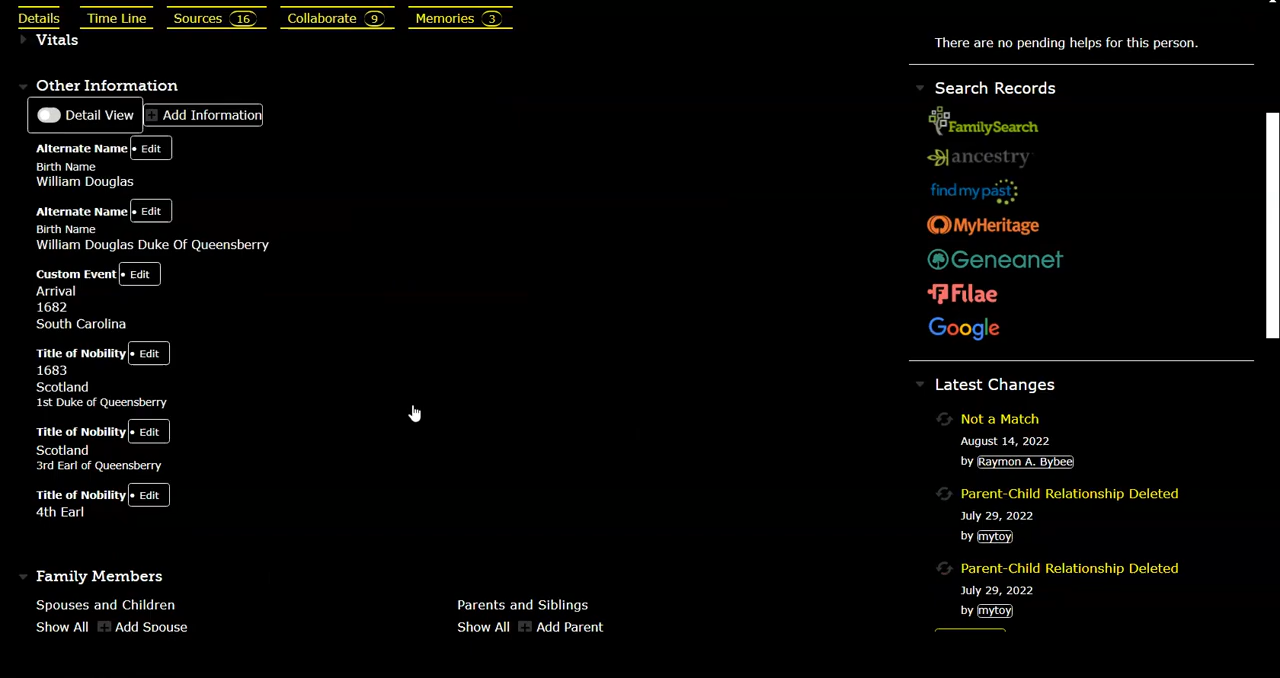 Details
Time Line
Sources 16
Collaborate 9
Memories 3
Vitals
Other Information
Detail View
Add Information
Alternate Name • Edit
Birth Name
William Douglas
Alternate Name • Edit
Birth Name
William Douglas Duke Of Queensberry
Custom Event • Edit
Arrival
1682
South Carolina
Title of Nobility • Edit
1683
Scotland
1st Duke of Queensberry
Title of Nobility • Edit
Scotland
3rd Earl of Queensberry
Title of Nobility • Edit
4th Earl
Family Members
Spouses and Children
Show All Add Spouse
Parents and Siblings
Show All Add Parent
There are no pending helps for this person.
Search Records
FamilySearch
ancestry
findmypast
MyHeritage
Geneanet
Filae
Google
Latest Changes
Not a Match
August 14, 2022
by Raymon A. Bybee
Parent-Child Relationship Deleted
July 29, 2022
by mytoy
Parent-Child Relationship Deleted
July 29, 2022
by mytoy